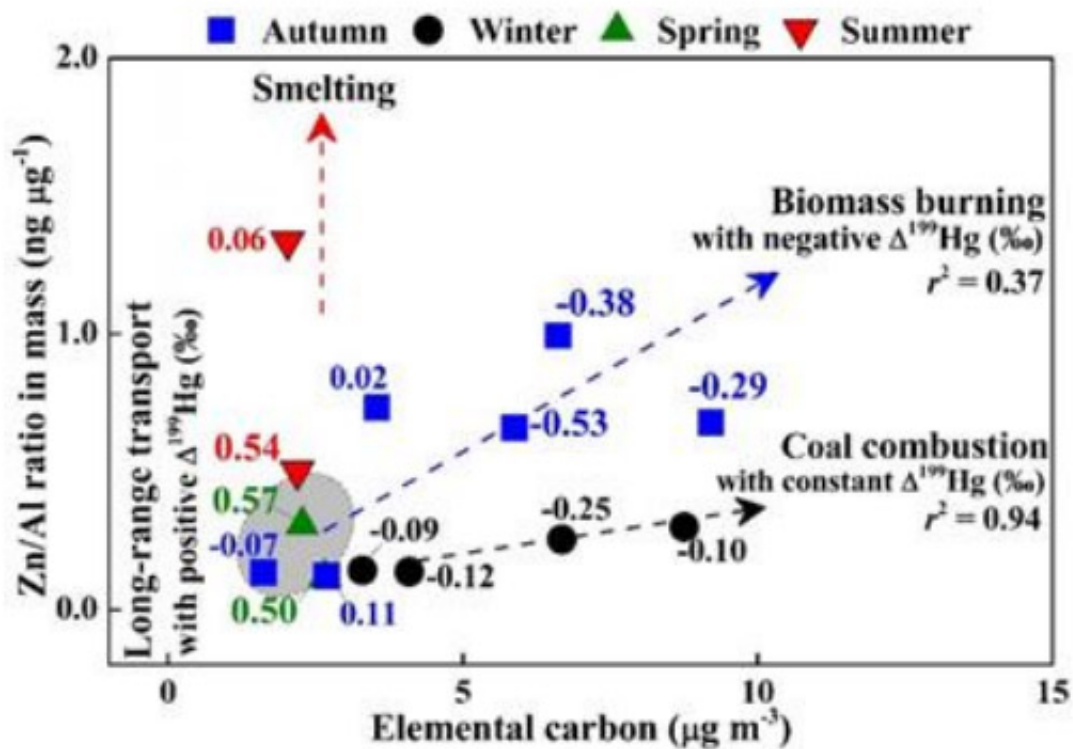 Autumn Winter Spring Summer
2.0
Smelting
Biomass burning
with negative Δ¹⁹⁹Hg (‰)
r² = 0.37
0.06
-0.38
1.0
0.02
-0.29
-0.53
Coal combustion
with constant Δ¹⁹⁹Hg (‰)
r² = 0.94
0.54
0.57
-0.09
-0.25
-0.07
-0.10
-0.12
0.0
0.50
0.11
Zn/Al ratio in mass (ng μg⁻¹)
Long-range transport
with positive Δ¹⁹⁹Hg (‰)
0 5 10 15
Elemental carbon (μg m⁻³)